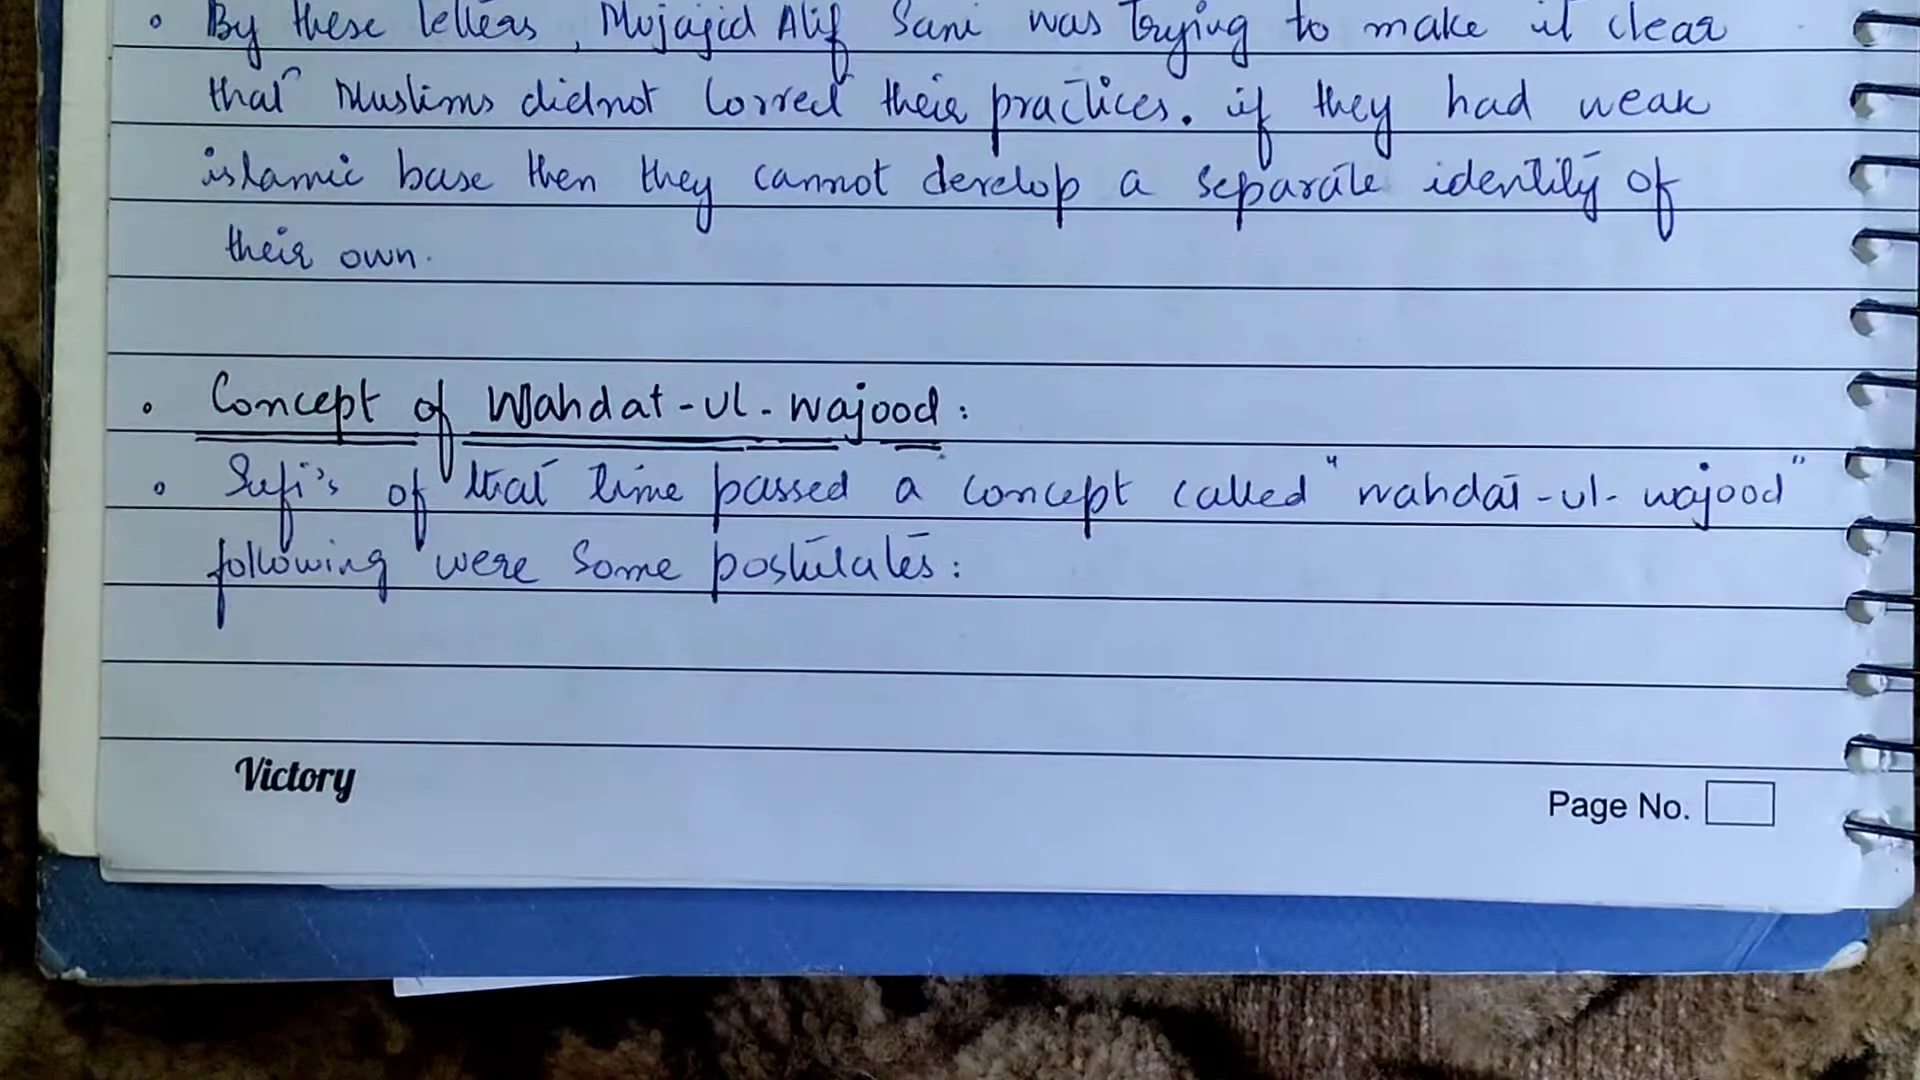 • By these letters, Mujajid Alif Sani was trying to make it clear
that Muslims didnot correct their practices. if they had weak
islamic base then they cannot develop a separate identity of
their own.
• Concept of Wahdat-ul-wajood:
• Sufi's of that time passed a concept called "wahdat-ul-wajood"
following were some postulates:
Victory
Page No.